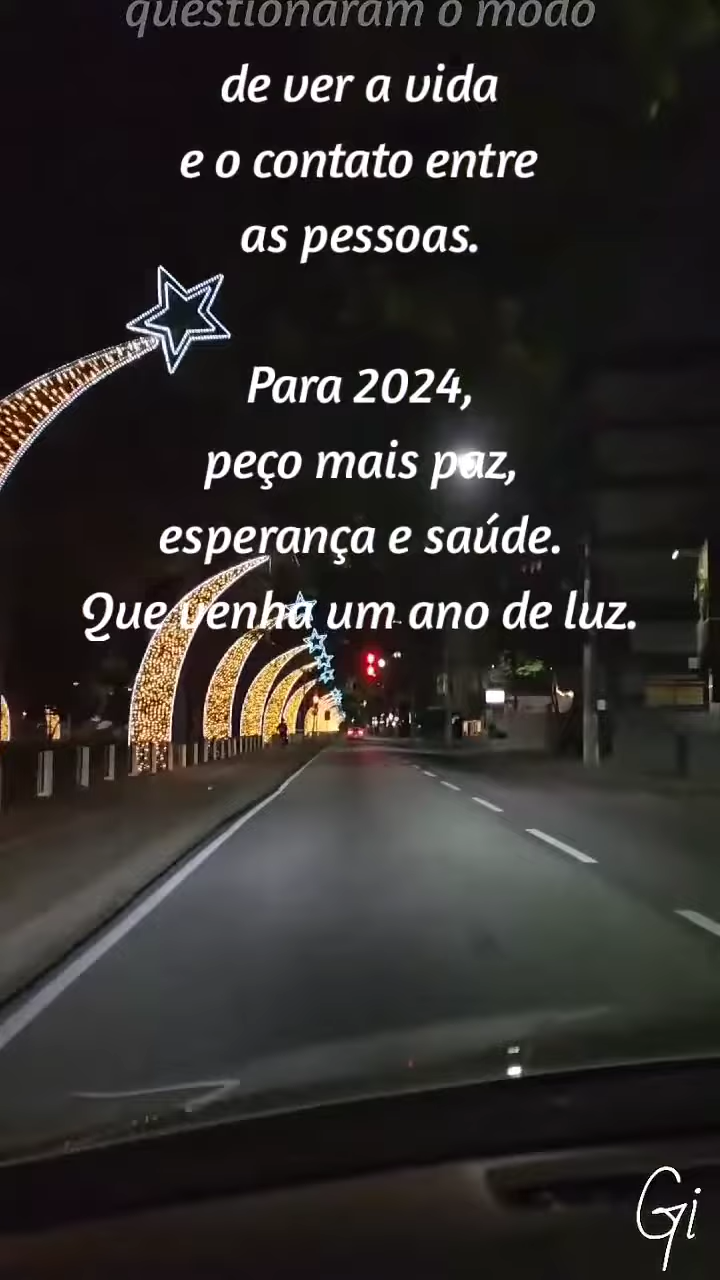 questionaram o modo
de ver a vida
e o contato entre
as pessoas.
Para 2024,
peço mais paz,
esperança e saúde.
Que venha um ano de luz.
Gi